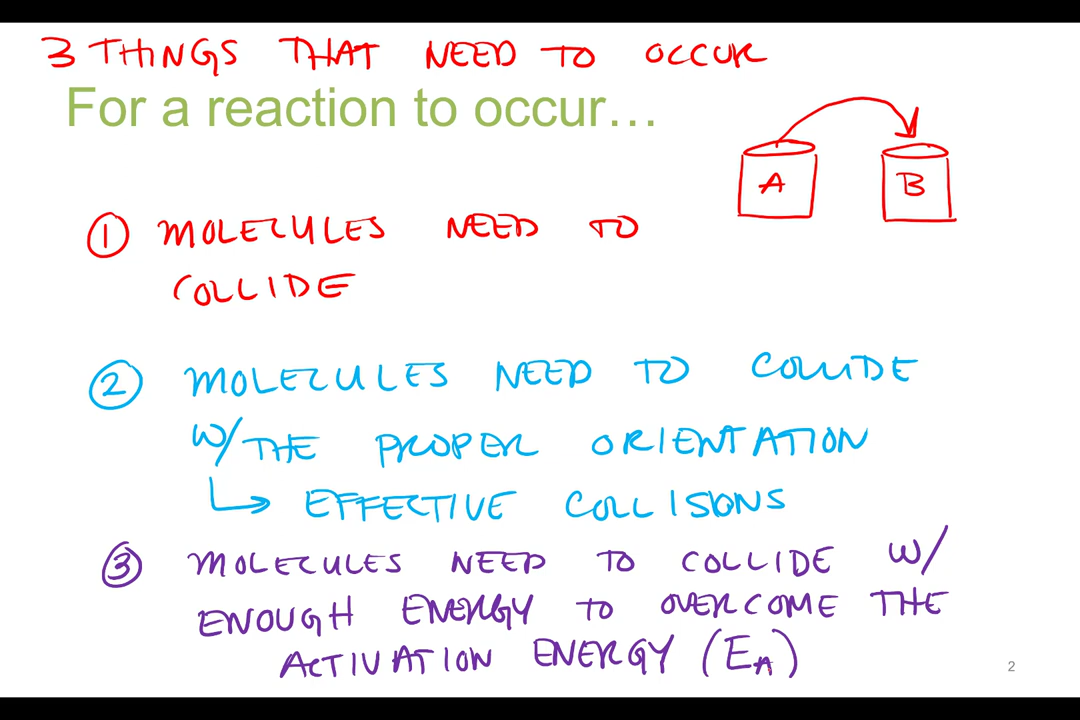 3 THINGS THAT NEED TO OCCUR
For a reaction to occur…
A B
① MOLECULES NEED TO
COLLIDE
② MOLECULES NEED TO COLLIDE
W/THE PROPER ORIENTATION
↳ EFFECTIVE COLLISIONS
③ MOLECULES NEED TO COLLIDE W/
ENOUGH ENERGY TO OVERCOME THE
ACTIVATION ENERGY (EA)
2